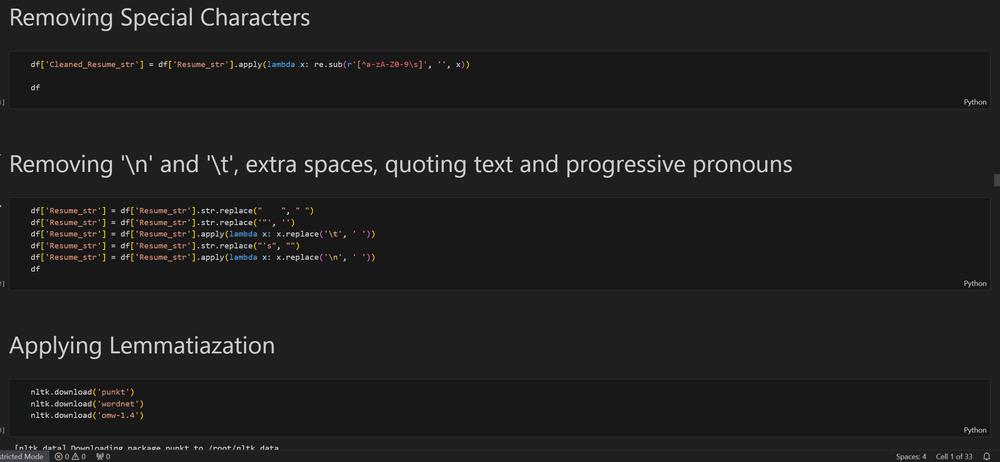 Removing Special Characters
df['Cleaned_Resume_str'] = df['Resume_str'].apply(lambda x: re.sub(r'[^a-zA-Z0-9\s]', '', x))
df
1]
Python
Removing '\n' and '\t', extra spaces, quoting text and progressive pronouns
df['Resume_str'] = df['Resume_str'].str.replace("    ", " ")
df['Resume_str'] = df['Resume_str'].str.replace('"', '')
df['Resume_str'] = df['Resume_str'].apply(lambda x: x.replace('\t', ' '))
df['Resume_str'] = df['Resume_str'].str.replace("'s", "")
df['Resume_str'] = df['Resume_str'].apply(lambda x: x.replace('\n', ' '))
df
2]
Python
Applying Lemmatiazation
nltk.download('punkt')
nltk.download('wordnet')
nltk.download('omw-1.4')
3]
Python
[nltk_data] Downloading package punkt to /root/nltk_data
stricted Mode 0 0 0 Spaces: 4 Cell 1 of 33